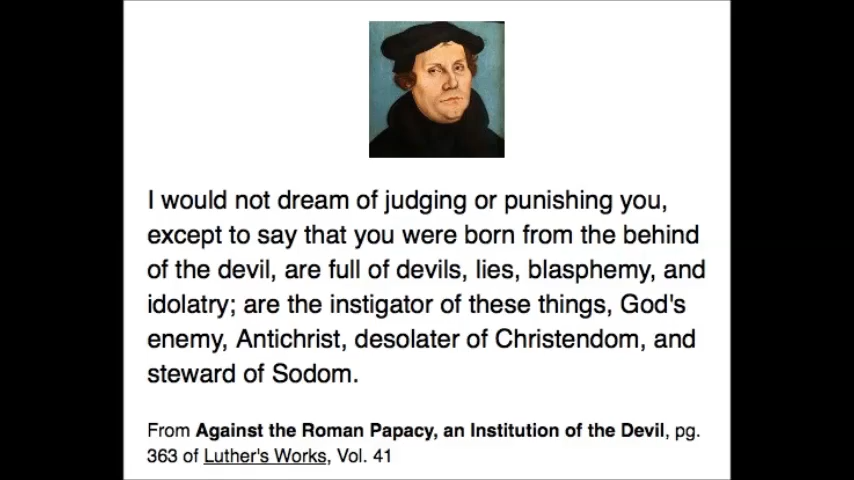 I would not dream of judging or punishing you,
except to say that you were born from the behind
of the devil, are full of devils, lies, blasphemy, and
idolatry; are the instigator of these things, God's
enemy, Antichrist, desolater of Christendom, and
steward of Sodom.
From Against the Roman Papacy, an Institution of the Devil, pg.
363 of Luther's Works, Vol. 41